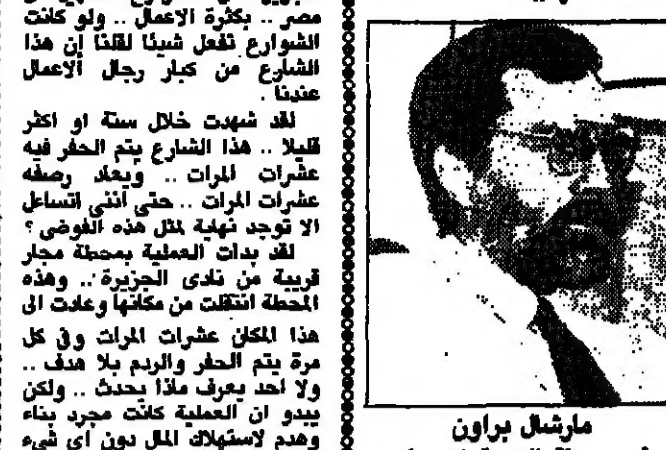 مصر .. بكثرة الاعمال .. ولو كانت
الشوارع تفعل شيئا لقلنا إن هذا
الشارع من كبار رجال الاعمال
عندنا .
لقد شهدت خلال سنة او اكثر
قليلا .. هذا الشارع يتم الحفر فيه
عشرات المرات .. ويعاد رصفه
عشرات المرات .. حتى انني اتساءل
الا توجد نهاية لمثل هذه الفوضى ؟
لقد بدات العملية بمحطة مجار
قريبة من نادى الجزيرة .. وهذه
المحطة انتقلت من مكانها وعادت الى
هذا المكان عشرات المرات وفى كل
مرة يتم الحفر والردم بلا هدف ..
ولا احد يعرف ماذا يحدث .. ولكن
يبدو ان العملية كانت مجرد بناء
وهدم لاستهلاك المال دون اى شىء
مارشال براون